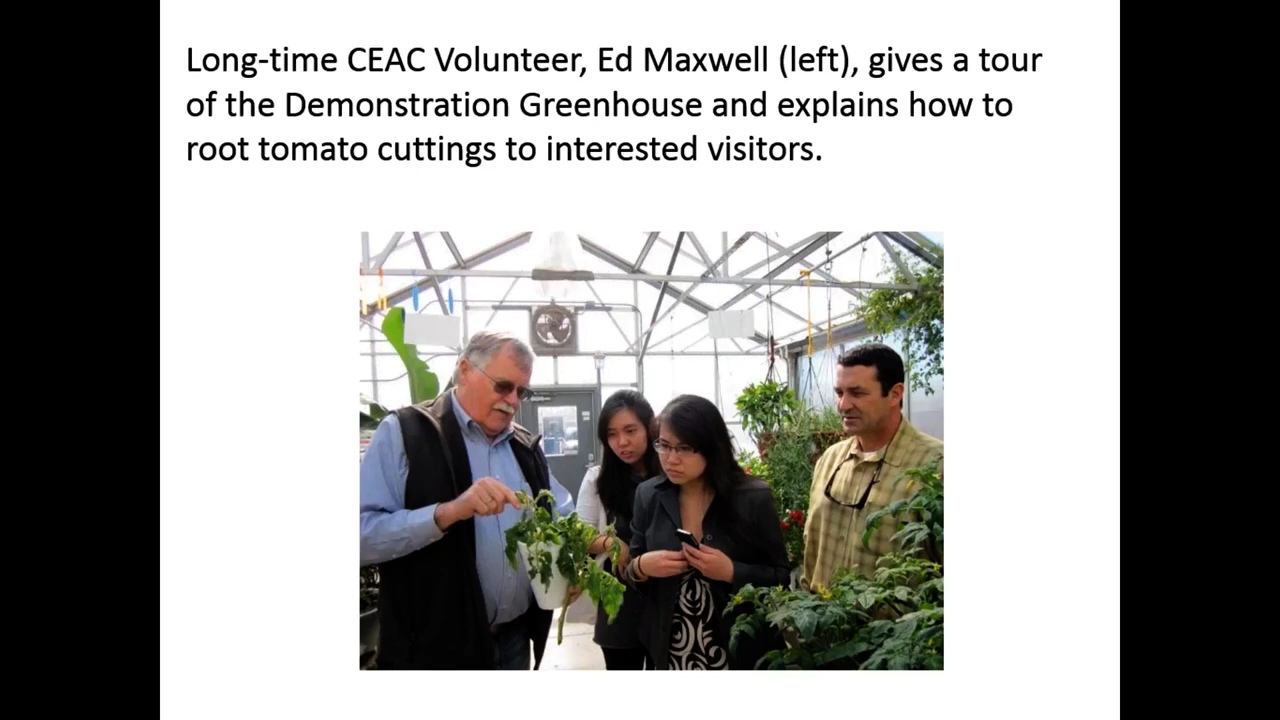 Long-time CEAC Volunteer, Ed Maxwell (left), gives a tour
of the Demonstration Greenhouse and explains how to
root tomato cuttings to interested visitors.